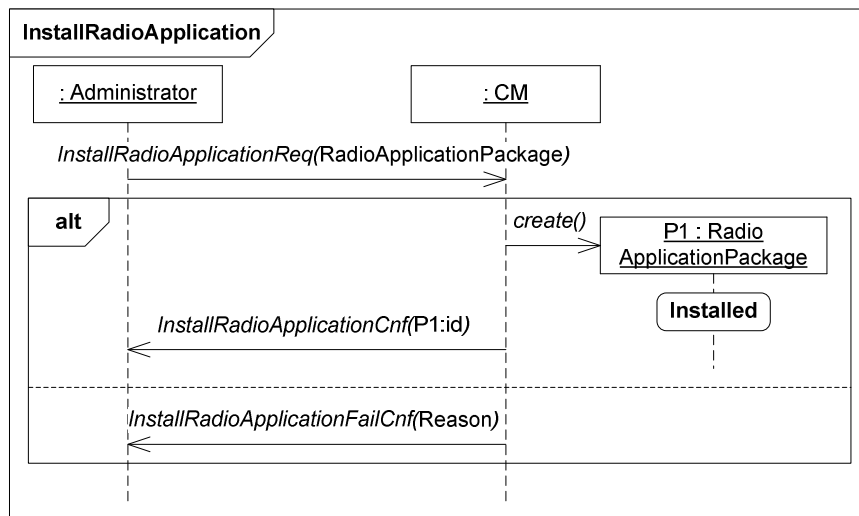 InstallRadioApplication
: Administrator
: CM
InstallRadioApplicationReq(RadioApplicationPackage)
alt
create()
P1 : Radio
ApplicationPackage
Installed
InstallRadioApplicationCnf(P1:id)
InstallRadioApplicationFailCnf(Reason)